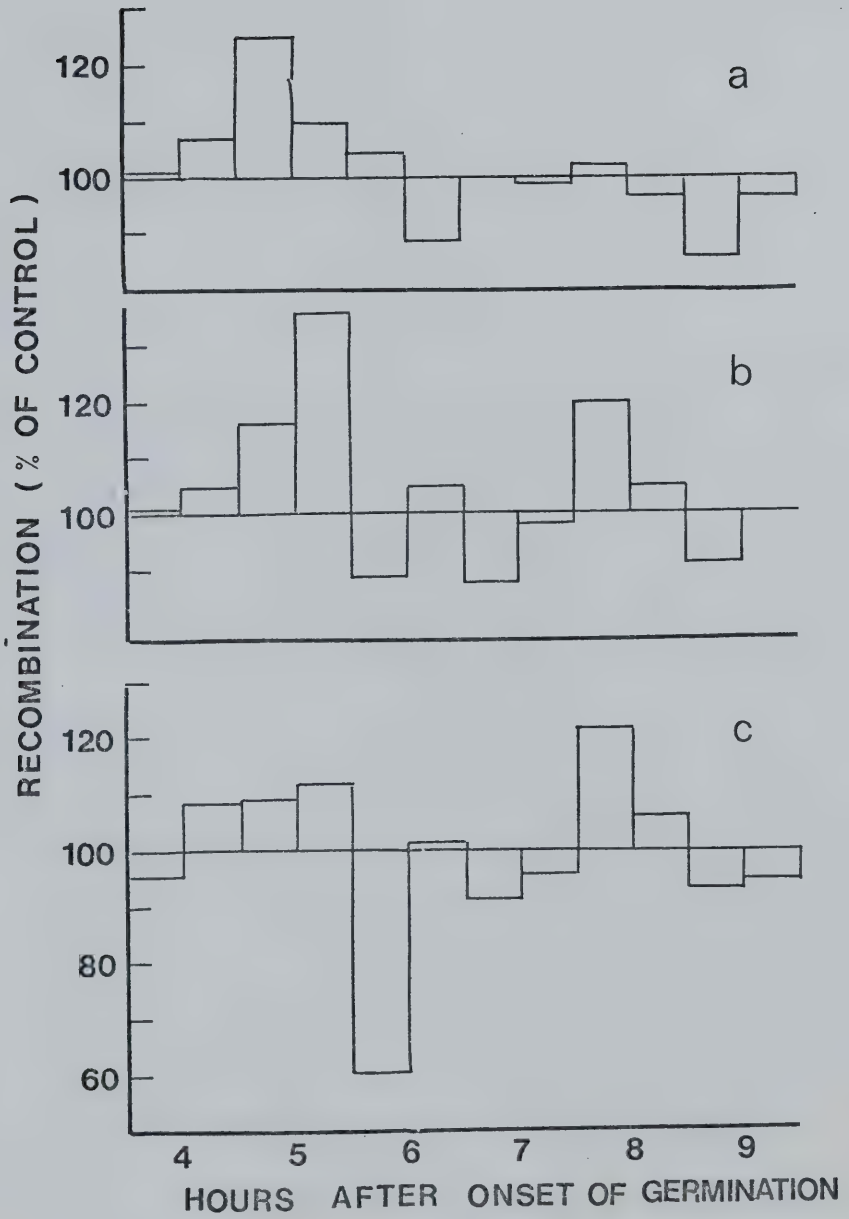 RECOMBINATION (% OF CONTROL)
120
100
a
120
100
b
120
100
80
60
c
4 5 6 7 8 9
HOURS AFTER ONSET OF GERMINATION